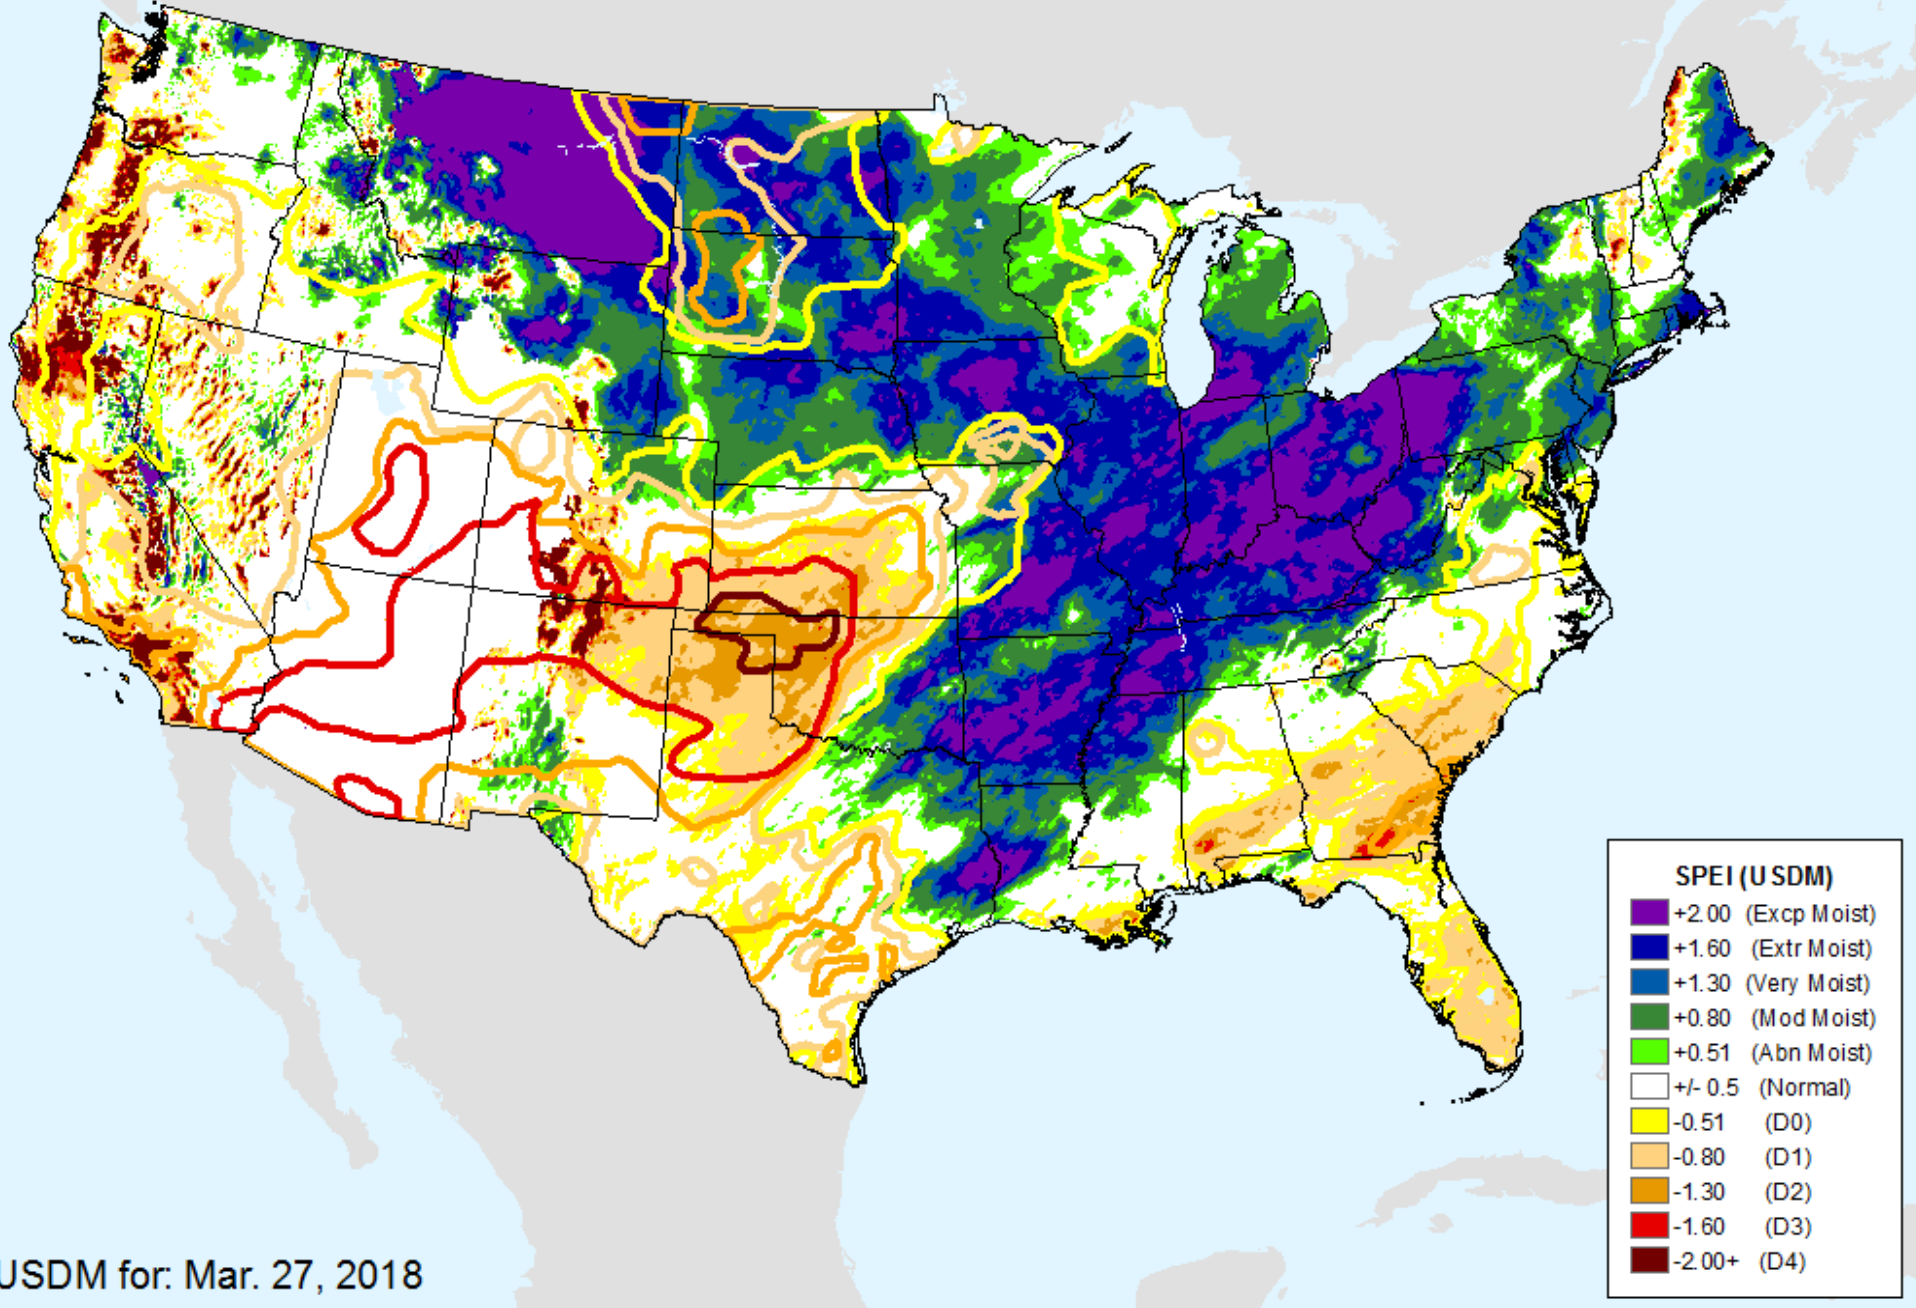 SPEI (USDM)
+2.00 (Excp Moist)
+1.60 (Extr Moist)
+1.30 (Very Moist)
+0.80 (Mod Moist)
+0.51 (Abn Moist)
+/- 0.5 (Normal)
-0.51 (D0)
-0.80 (D1)
-1.30 (D2)
-1.60 (D3)
-2.00+ (D4)
USDM for: Mar. 27, 2018